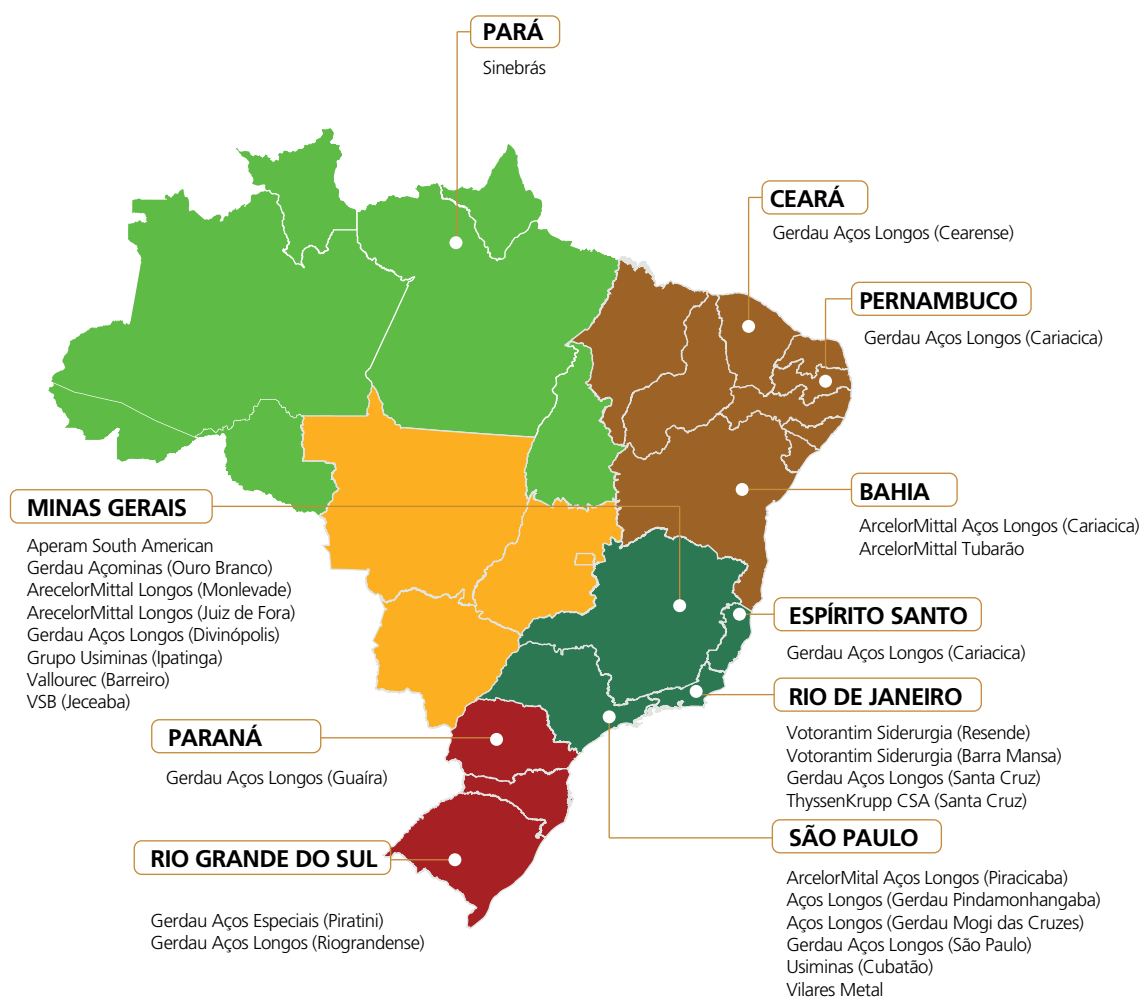 PARÁ
Sinebrás
CEARÁ
Gerdau Aços Longos (Cearense)
PERNAMBUCO
Gerdau Aços Longos (Cariacica)
BAHIA
ArcelorMittal Aços Longos (Cariacica)
ArcelorMittal Tubarão
MINAS GERAIS
Aperam South American
Gerdau Açominas (Ouro Branco)
ArecelorMittal Longos (Monlevade)
ArecelorMittal Longos (Juiz de Fora)
Gerdau Aços Longos (Divinópolis)
Grupo Usiminas (Ipatinga)
Vallourec (Barreiro)
VSB (Jeceaba)
ESPÍRITO SANTO
Gerdau Aços Longos (Cariacica)
RIO DE JANEIRO
Votorantim Siderurgia (Resende)
Votorantim Siderurgia (Barra Mansa)
Gerdau Aços Longos (Santa Cruz)
ThyssenKrupp CSA (Santa Cruz)
PARANÁ
Gerdau Aços Longos (Guaíra)
SÃO PAULO
ArcelorMital Aços Longos (Piracicaba)
Aços Longos (Gerdau Pindamonhangaba)
Aços Longos (Gerdau Mogi das Cruzes)
Gerdau Aços Longos (São Paulo)
Usiminas (Cubatão)
Vilares Metal
RIO GRANDE DO SUL
Gerdau Aços Especiais (Piratini)
Gerdau Aços Longos (Riograndense)